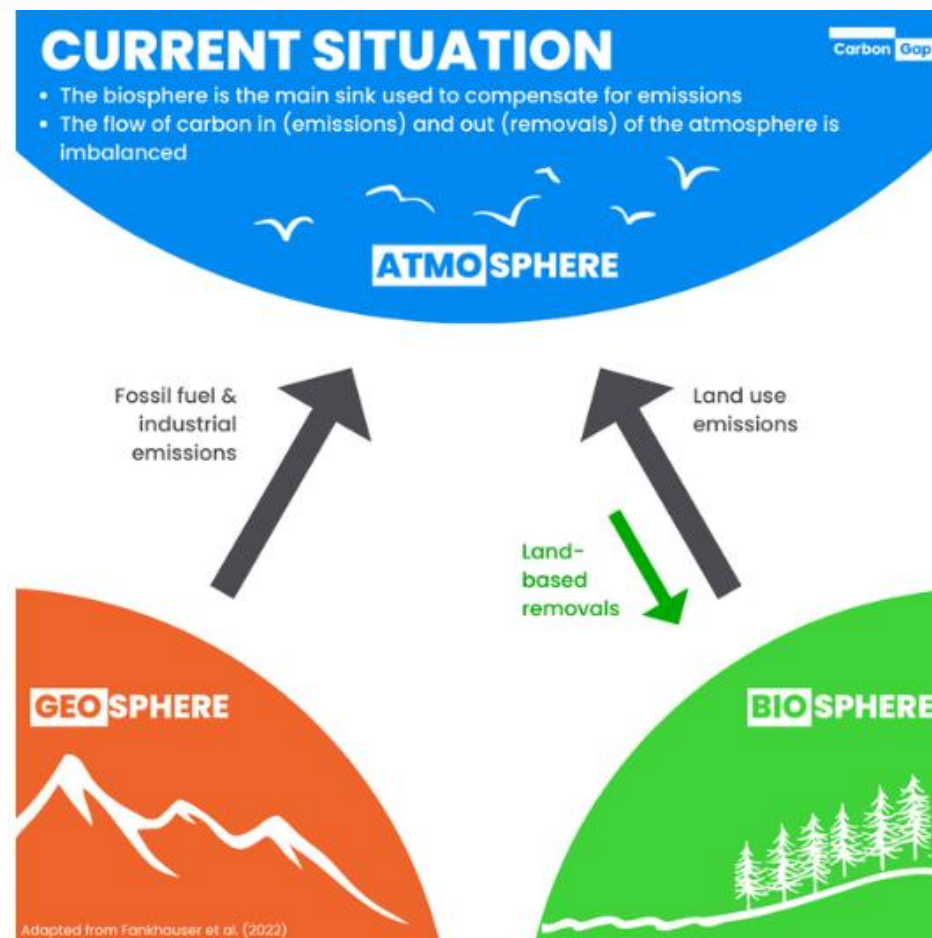 CURRENT SITUATION
Carbon Gap
• The biosphere is the main sink used to compensate for emissions
• The flow of carbon in (emissions) and out (removals) of the atmosphere is
imbalanced
ATMOSPHERE
Fossil fuel &
industrial
emissions
Land use
emissions
Land-
based
removals
GEOSPHERE
BIOSPHERE
Adapted from Fankhauser et al. (2022)